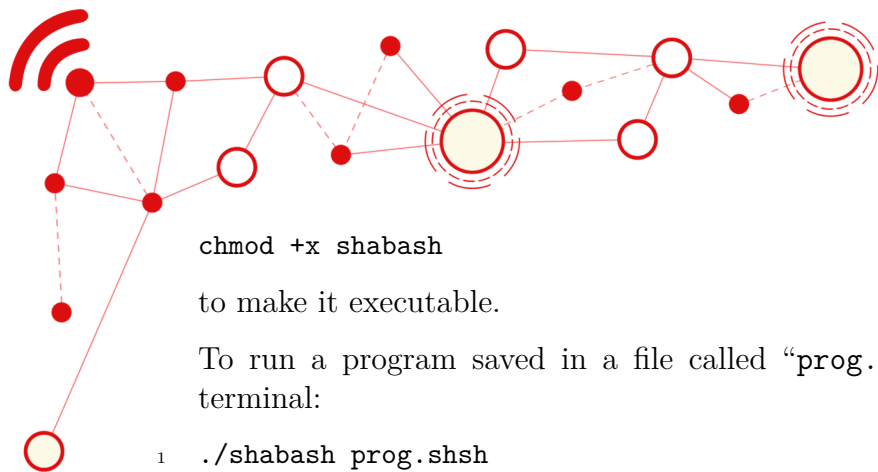 chmod +x shabash
to make it executable.
To run a program saved in a file called “prog.
terminal:
1 ./shabash prog.shsh